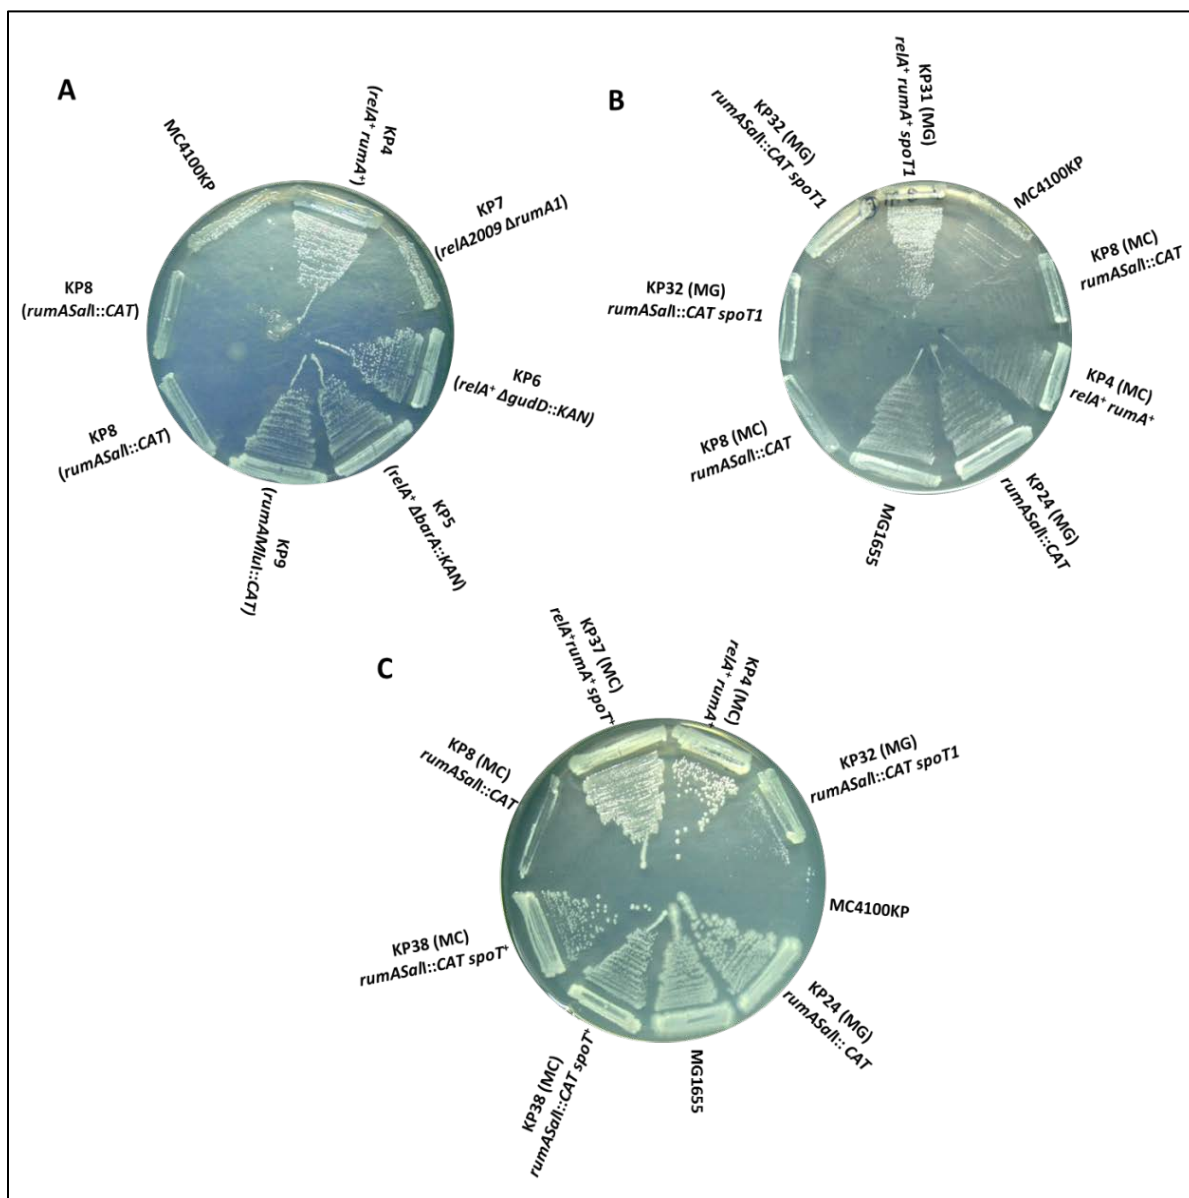 A
MC4100KP
KP4
(relA⁺ rumA⁺)
KP7
(relA2009 ΔrumA1)
KP6
(relA⁺ ΔgudD::KAN)
KP5
(relA⁺ ΔbarA::KAN)
KP9
(rumAMluI::CAT)
KP8
(rumASalI::CAT)
KP8
(rumASalI::CAT)
B
KP32 (MG)
rumASalI::CAT spoT1
KP31 (MG)
relA⁺ rumA⁺ spoT1
MC4100KP
KP8 (MC)
rumASalI::CAT
KP4 (MC)
relA⁺ rumA⁺
KP24 (MG)
rumASalI::CAT
MG1655
KP8 (MC)
rumASalI::CAT
KP32 (MG)
rumASalI::CAT spoT1
C
KP37 (MC)
relA⁺rumA⁺ spoT⁺
KP4 (MC)
relA⁺ rumA⁺
KP32 (MG)
rumASalI::CAT spoT1
MC4100KP
KP24 (MG)
rumASalI:: CAT
MG1655
KP38 (MC)
rumASalI::CAT spoT⁺
KP38 (MC)
rumASalI::CAT spoT⁺
KP8 (MC)
rumASalI::CAT